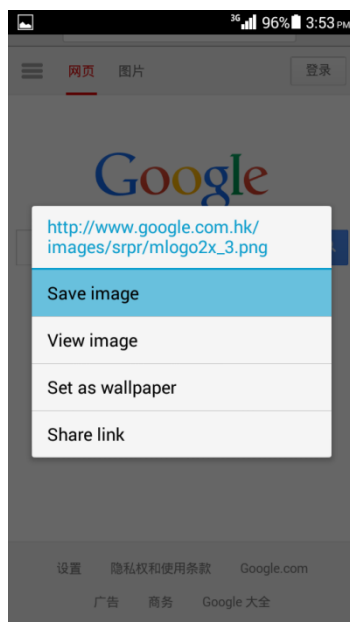 3G 96% 3:53 PM
网页 图片 登录
Google
http://www.google.com.hk/
images/srpr/mlogo2x_3.png
Save image
View image
Set as wallpaper
Share link
设置 隐私权和使用条款 Google.com
广告 商务 Google 大全